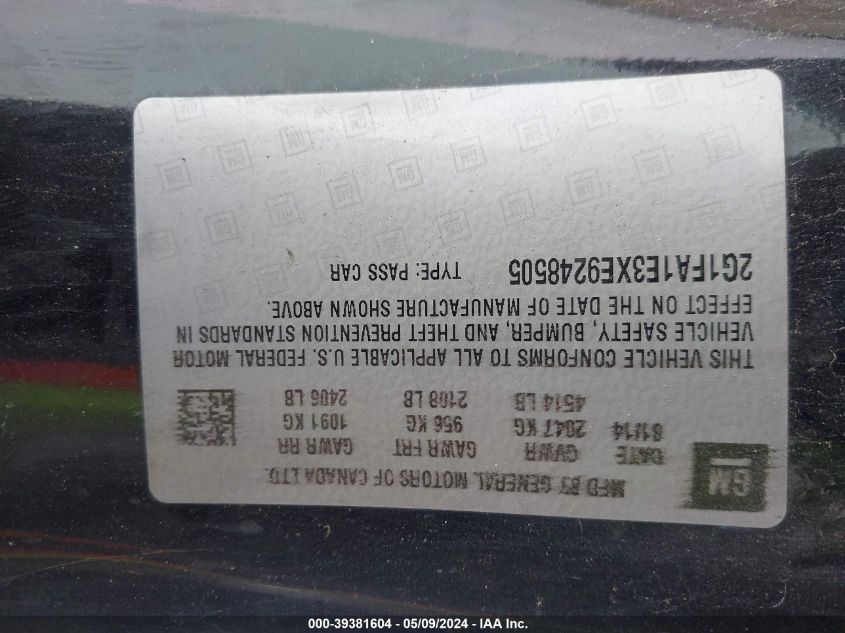 GM
MFD BY GENERAL MOTORS OF CANADA LTD.
DATE GVWR GAWR FRT GAWR RR
01/14 2047 KG 956 KG 1091 KG
4514 LB 2108 LB 2406 LB
THIS VEHICLE CONFORMS TO ALL APPLICABLE U.S. FEDERAL MOTOR
VEHICLE SAFETY, BUMPER, AND THEFT PREVENTION STANDARDS IN
EFFECT ON THE DATE OF MANUFACTURE SHOWN ABOVE.
2G1FA1E3XE9248505 TYPE: PASS CAR
000-39381604 - 05/09/2024 - IAA Inc.